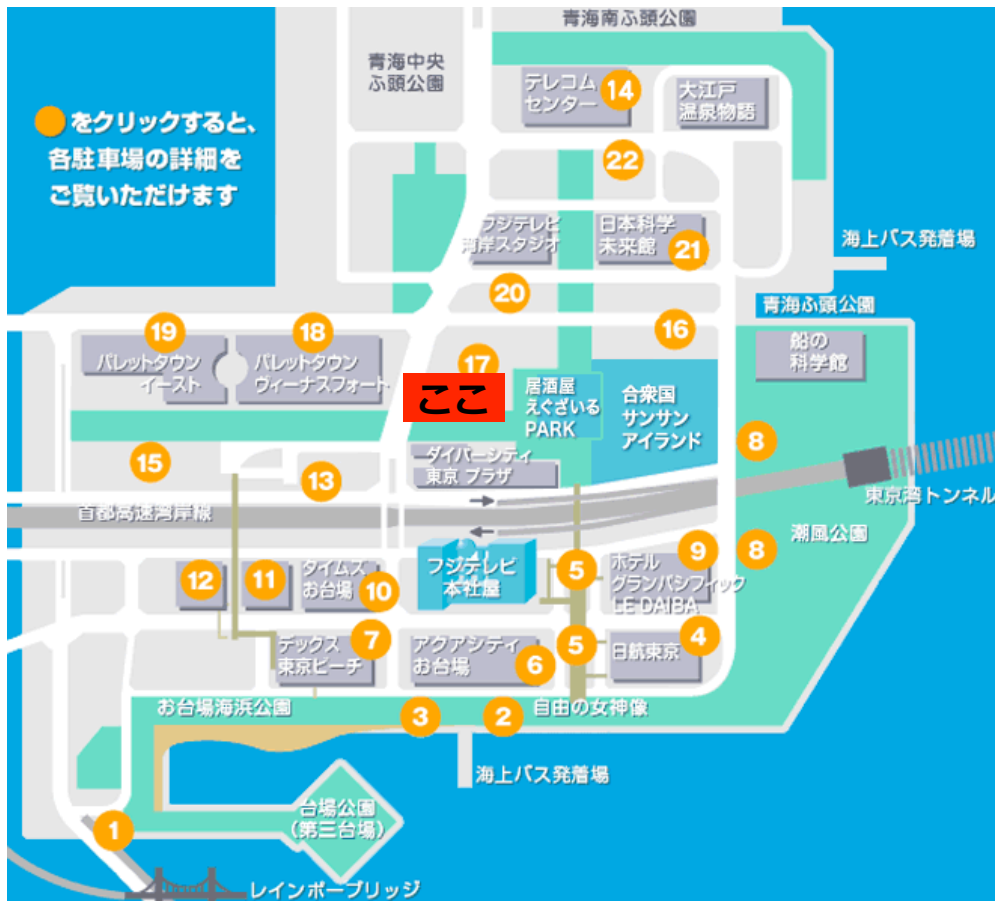 青海南ふ頭公園
青海中央
ふ頭公園
テレコム
センター
14
大江戸
温泉物語
をクリックすると、
各駐車場の詳細を
ご覧いただけます
22
フジテレビ
湾岸スタジオ
日本科学
未来館
21
海上バス発着場
20
青海ふ頭公園
19
18
16
パレットタウン
イースト
パレットタウン
ヴィーナスフォート
17
船の
科学館
ここ
居酒屋
えぐざいる
PARK
合衆国
サンサン
アイランド
8
15
13
ダイバーシティ
東京 プラザ
東京湾トンネル
首都高速湾岸線
潮風公園
12
11
タイムズ
お台場
10
フジテレビ
本社屋
5
ホテル
グランパシフィック
LE DAIBA
9
8
デックス
東京ビーチ
7
アクアシティ
お台場
6
5
日航東京
4
お台場海浜公園
3
2
自由の女神像
海上バス発着場
台場公園
(第三台場)
1
レインボーブリッジ